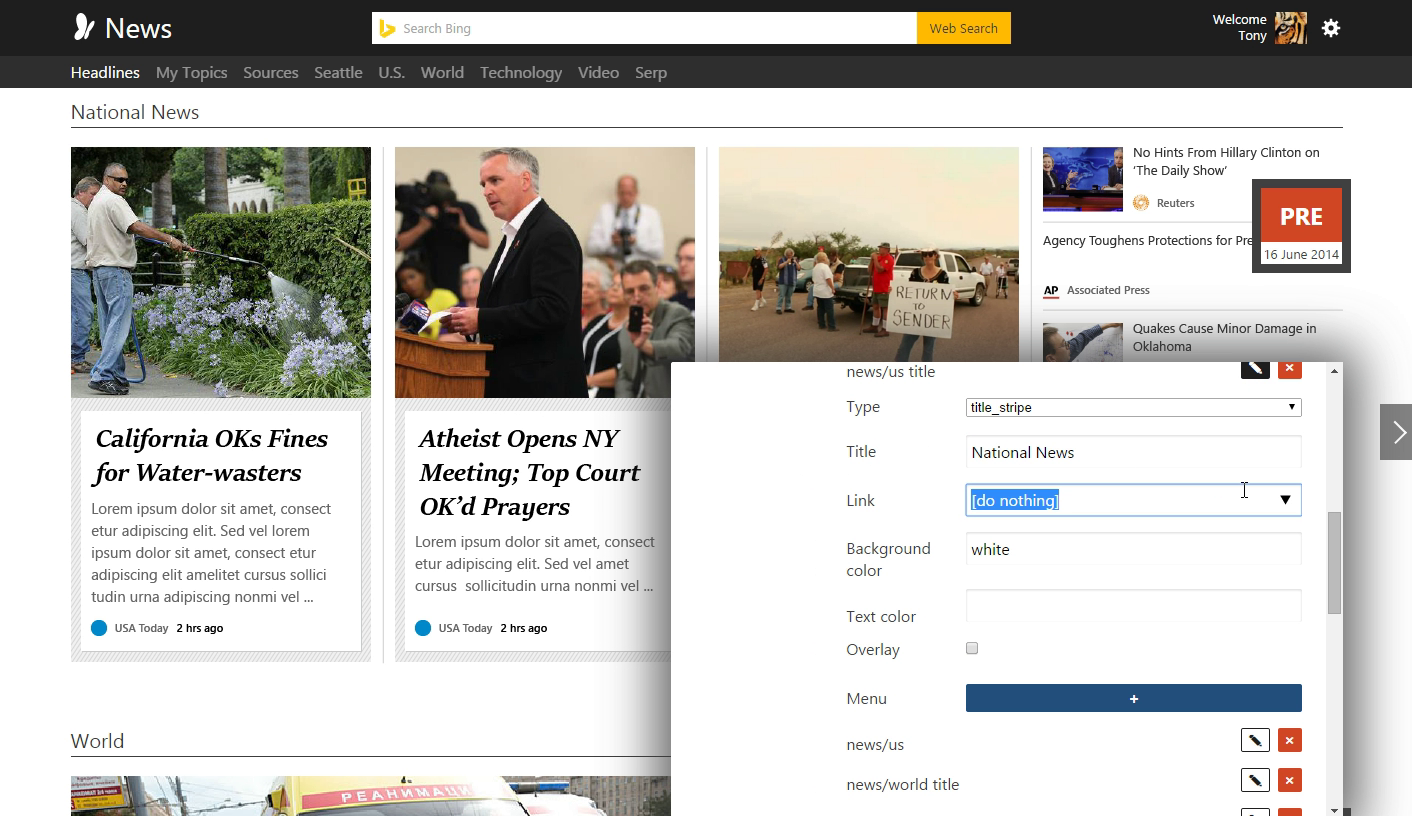 News
Search Bing
Web Search
Welcome
Tony
Headlines
My Topics
Sources
Seattle
U.S.
World
Technology
Video
Serp
National News
RETURN
TO
SENDER
California OKs Fines
for Water-wasters
Lorem ipsum dolor sit amet, consect
etur adipiscing elit. Sed vel lorem
ipsum dolor sit amet, consect etur
adipiscing elit amelitet cursus sollici
tudin urna adipiscing nonmi vel ...
USA Today 2 hrs ago
Atheist Opens NY
Meeting; Top Court
OK’d Prayers
Lorem ipsum dolor sit amet, consect
etur adipiscing elit. Sed vel amet
cursus sollicitudin urna nonmi vel ...
USA Today 2 hrs ago
No Hints From Hillary Clinton on
‘The Daily Show’
Reuters
Agency Toughens Protections for Pre
AP Associated Press
Quakes Cause Minor Damage in
Oklahoma
PRE
16 June 2014
World
РЕАНИМАЦИ
news/us title
Type
title_stripe
Title
National News
Link
[do nothing]
Background
color
white
Text color
Overlay
Menu
+
news/us
news/world title